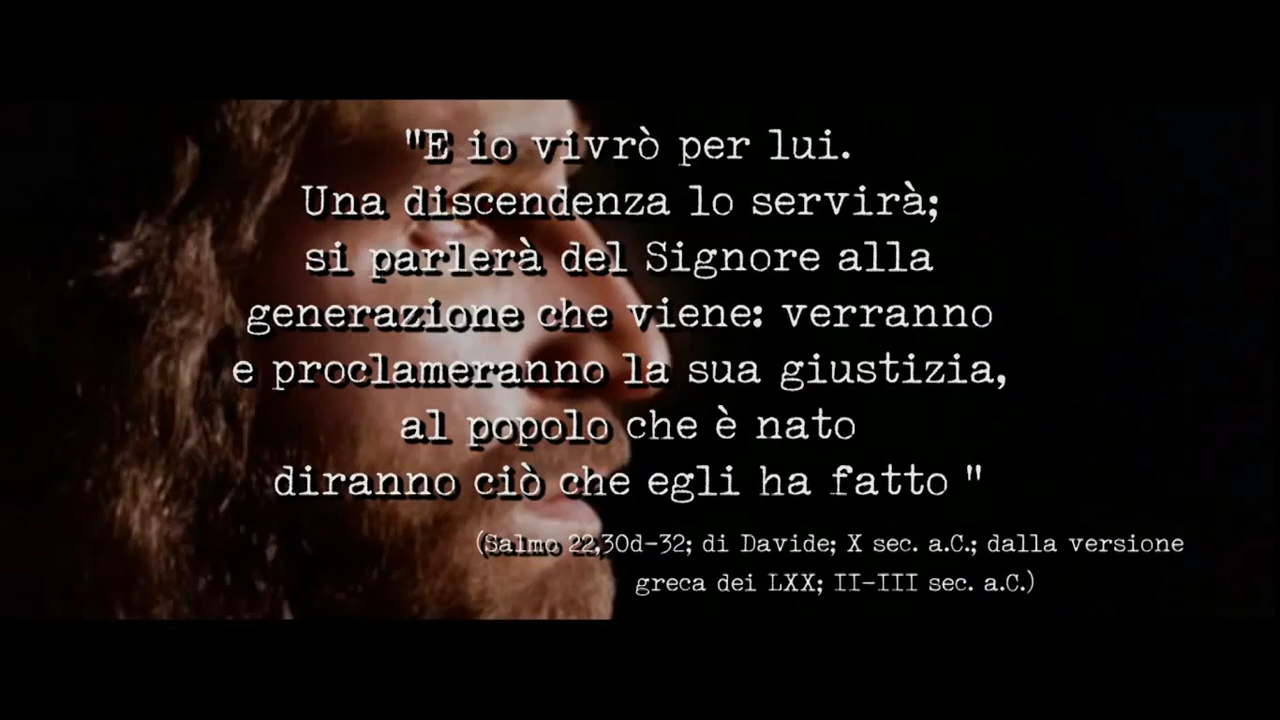 "E io vivrò per lui.
Una discendenza lo servirà;
si parlerà del Signore alla
generazione che viene: verranno
e proclameranno la sua giustizia,
al popolo che è nato
diranno ciò che egli ha fatto "
(Salmo 22,30d-32; di Davide; X sec. a.C.; dalla versione
greca dei LXX; II-III sec. a.C.)